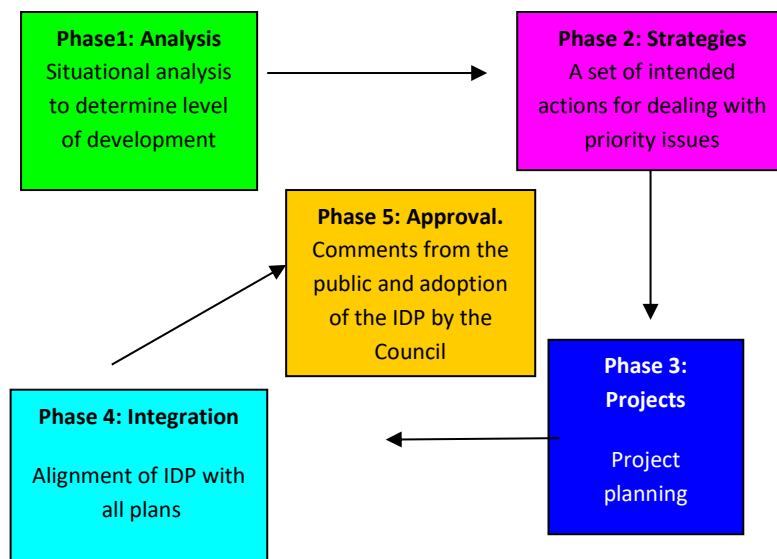 Phase1: Analysis
Situational analysis
to determine level
of development
Phase 2: Strategies
A set of intended
actions for dealing with
priority issues
Phase 3:
Projects
Project
planning
Phase 4: Integration
Alignment of IDP with
all plans
Phase 5: Approval.
Comments from the
public and adoption
of the IDP by the
Council